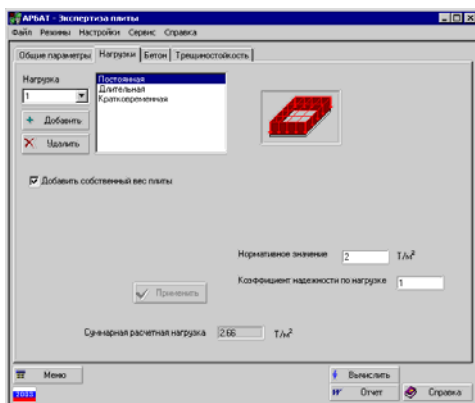 АРБАТ - Экспертиза плиты
Файл Режимы Настройки Сервис Справка
Общие параметры Нагрузки Бетон Трещиностойкость
Нагрузка
1
Постоянная
Длительная
Кратковременная
Добавить
Удалить
Добавить собственный вес плиты
Нормативное значение 2 Т/м²
Коэффициент надежности по нагрузке 1
Применить
Суммарная расчетная нагрузка 2.66 Т/м²
Меню Вычислить
Отчет Справка